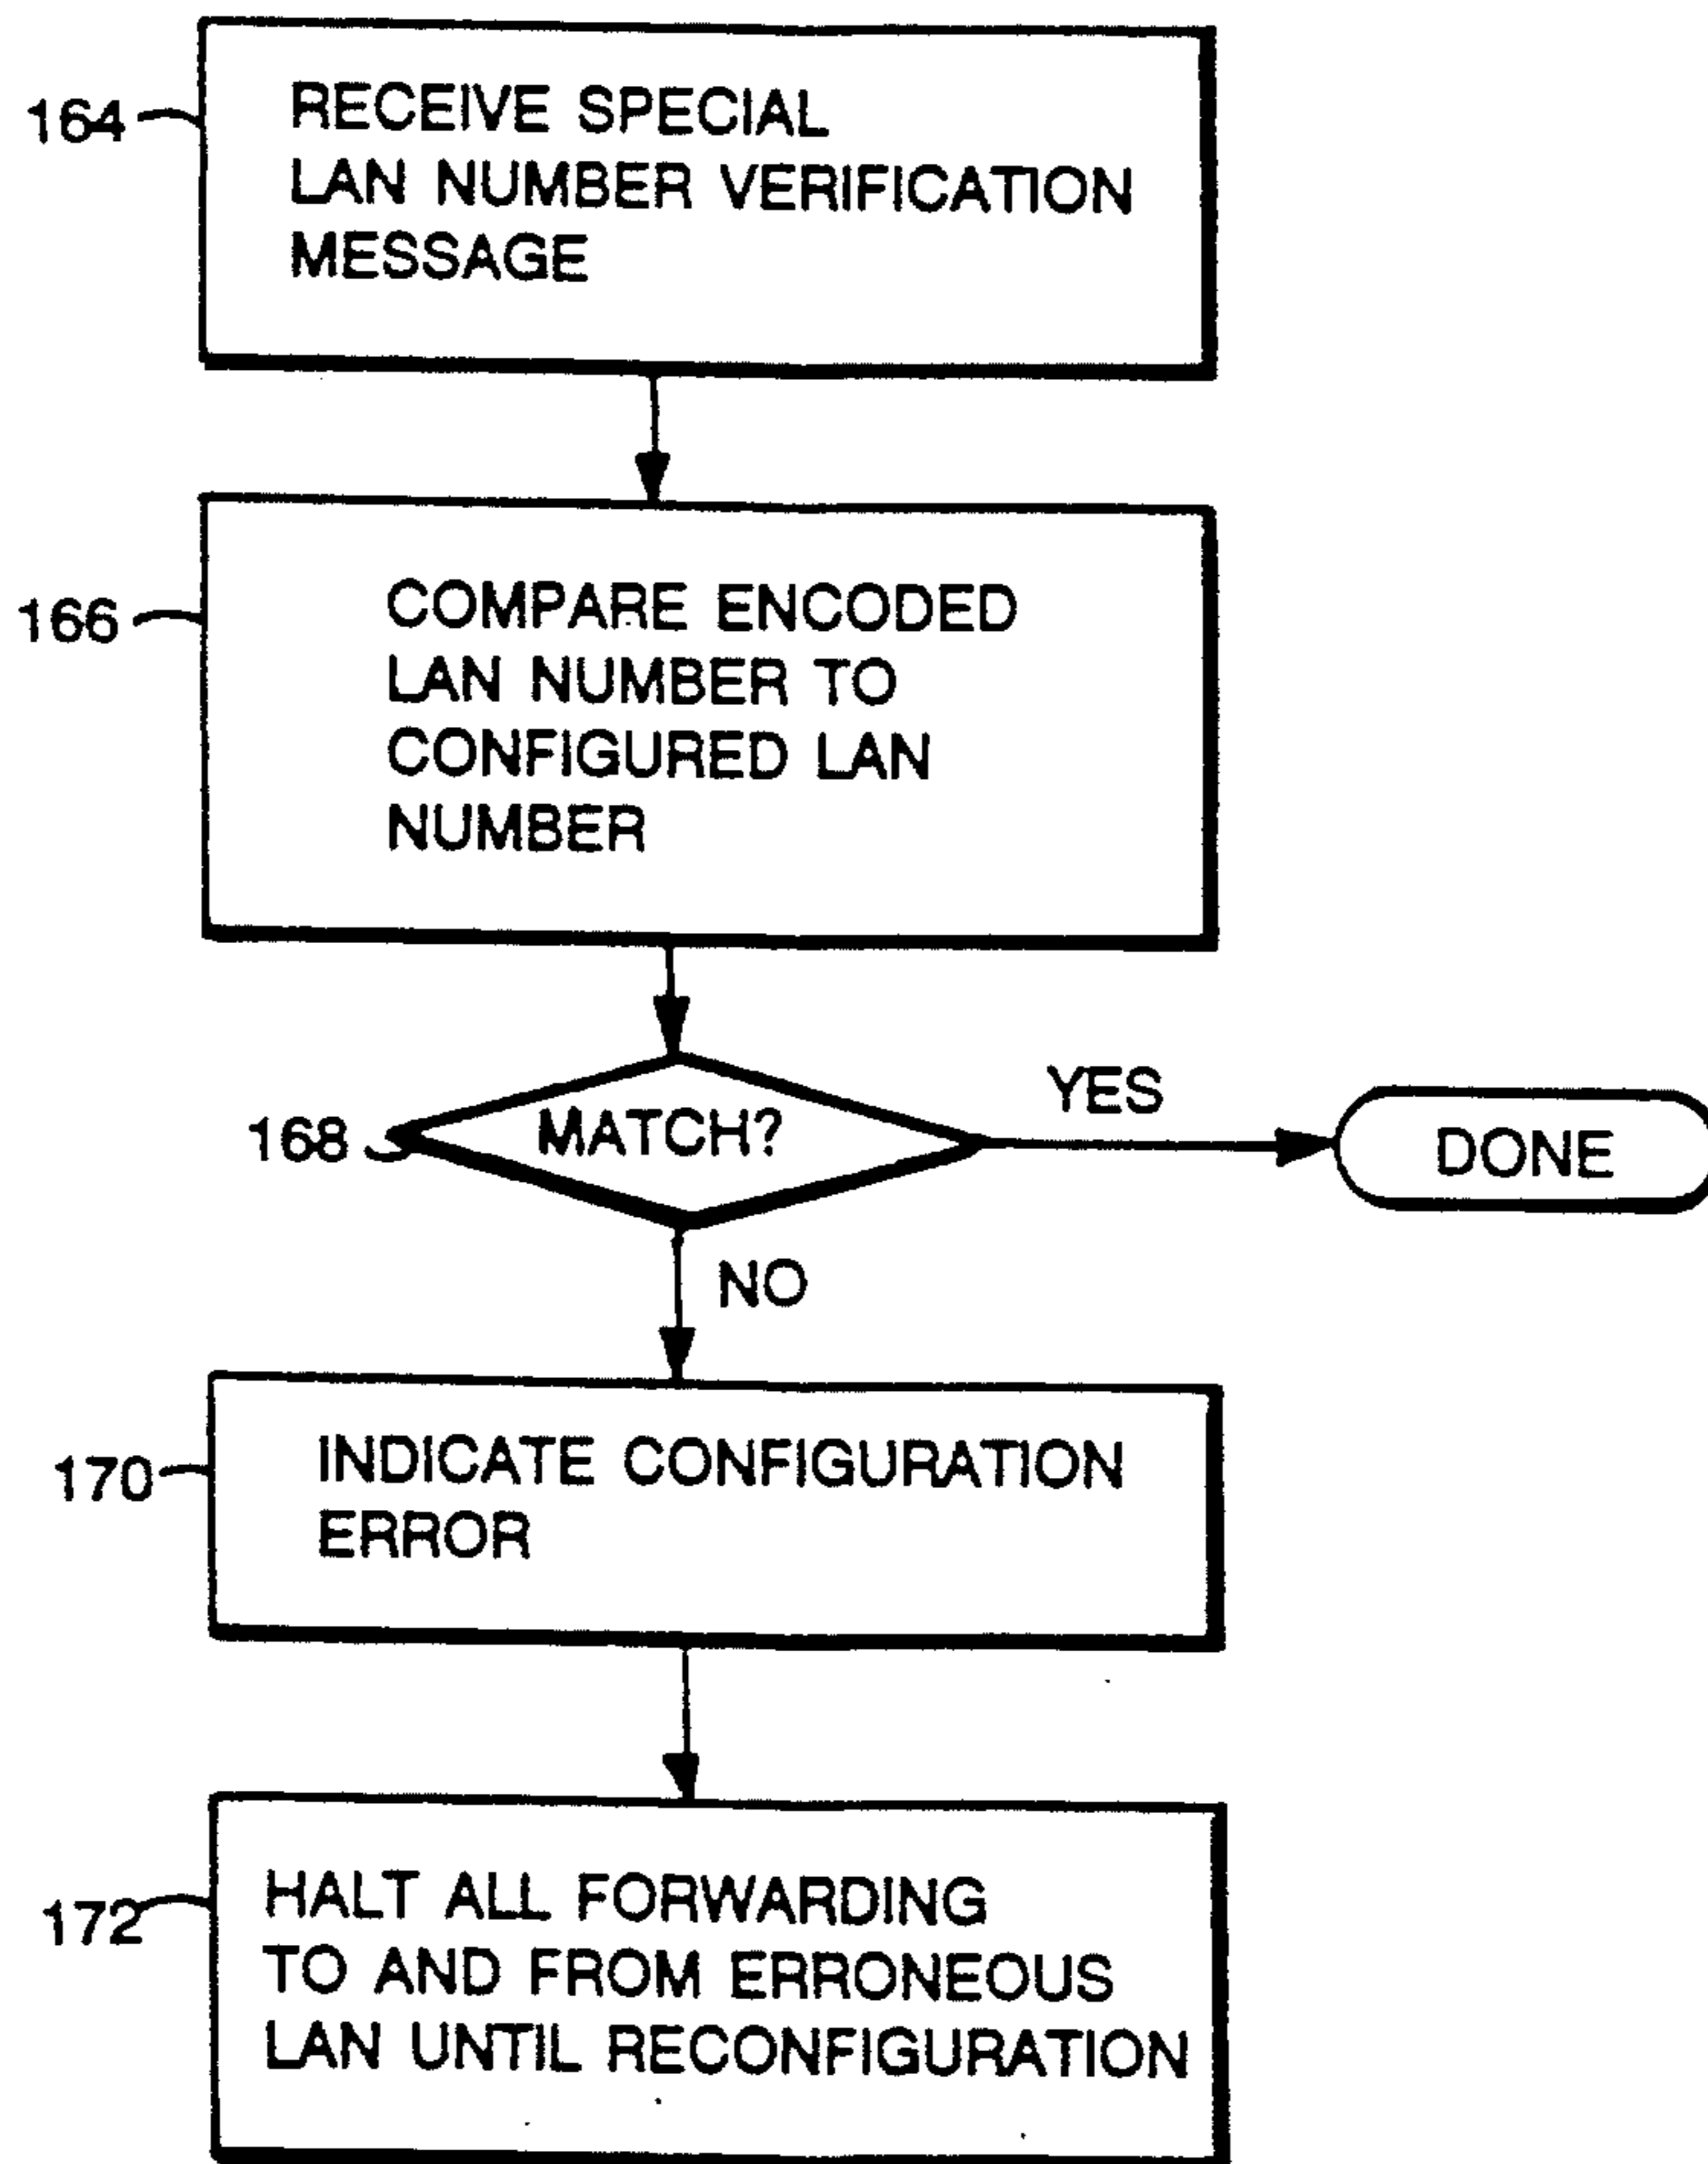 164
RECEIVE SPECIAL
LAN NUMBER VERIFICATION
MESSAGE
166
COMPARE ENCODED
LAN NUMBER TO
CONFIGURED LAN
NUMBER
168
MATCH?
YES
DONE
NO
170
INDICATE CONFIGURATION
ERROR
172
HALT ALL FORWARDING
TO AND FROM ERRONEOUS
LAN UNTIL RECONFIGURATION